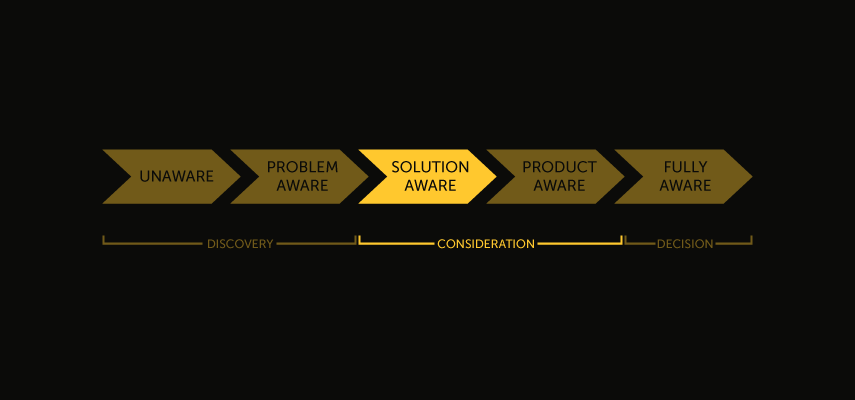 UNAWARE
PROBLEM
AWARE
SOLUTION
AWARE
PRODUCT
AWARE
FULLY
AWARE
DISCOVERY
CONSIDERATION
DECISION